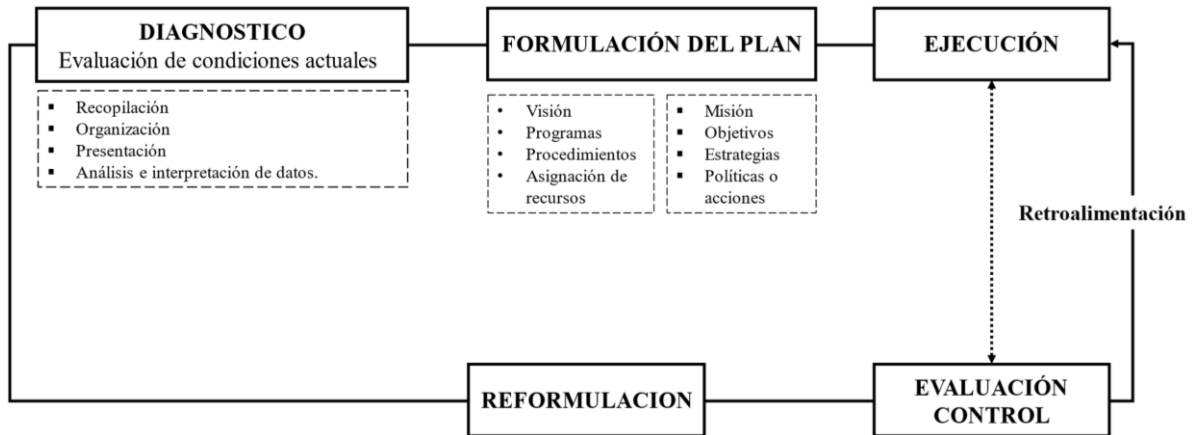 DIAGNOSTICO
Evaluación de condiciones actuales
▪ Recopilación
▪ Organización
▪ Presentación
▪ Análisis e interpretación de datos.
FORMULACIÓN DEL PLAN
• Visión
• Programas
• Procedimientos
• Asignación de
recursos
▪ Misión
▪ Objetivos
▪ Estrategias
▪ Políticas o
acciones
EJECUCIÓN
Retroalimentación
REFORMULACION
EVALUACIÓN
CONTROL